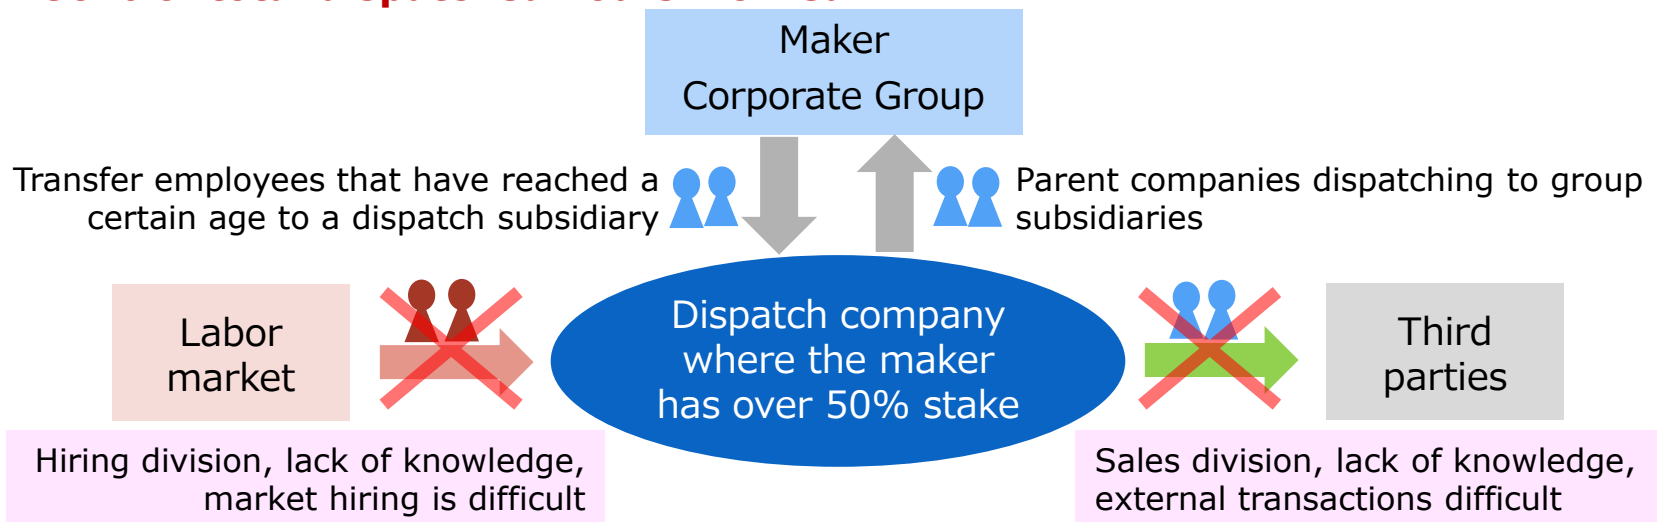 Maker
Corporate Group
Transfer employees that have reached a
certain age to a dispatch subsidiary
Parent companies dispatching to group
subsidiaries
Labor
market
Dispatch company
where the maker
has over 50% stake
Third
parties
Hiring division, lack of knowledge,
market hiring is difficult
Sales division, lack of knowledge,
external transactions difficult